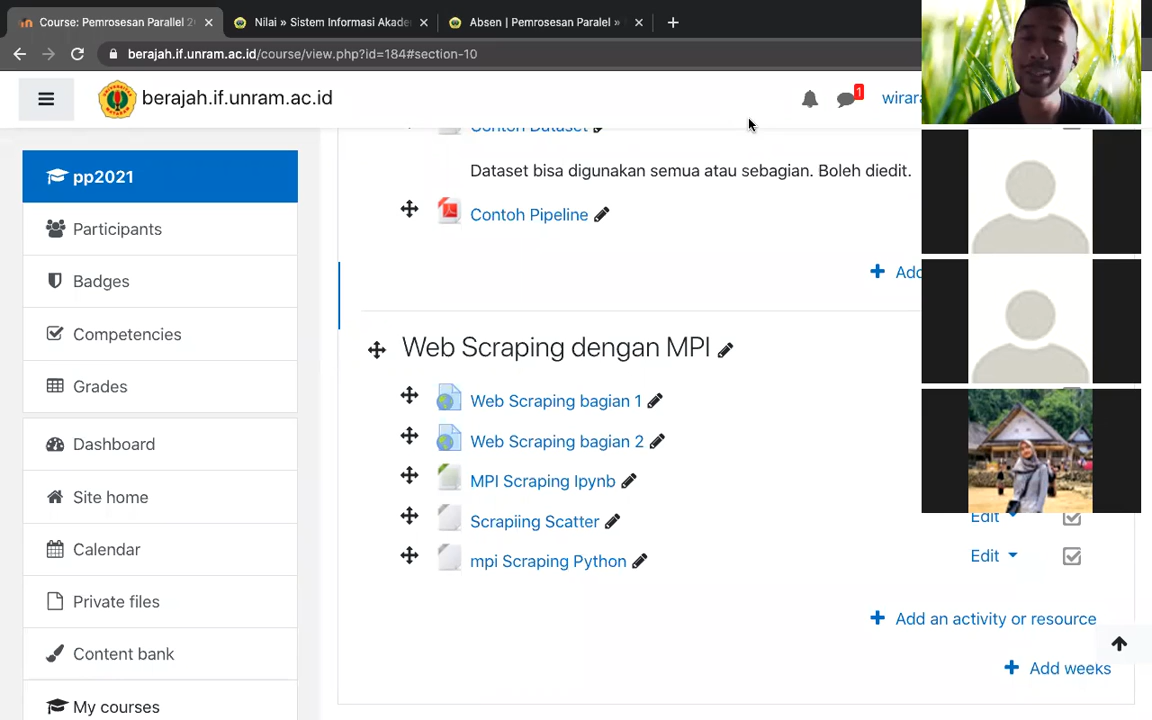 Course: Pemrosesan Parallel 2
Nilai » Sistem Informasi Akade
Absen | Pemrosesan Paralel »
berajah.if.unram.ac.id/course/view.php?id=184#section-10
berajah.if.unram.ac.id
1
wirara
Contoh Dataset
pp2021
Dataset bisa digunakan semua atau sebagian. Boleh diedit.
Participants
Contoh Pipeline
Badges
Add
Competencies
Web Scraping dengan MPI
Grades
Web Scraping bagian 1
Dashboard
Web Scraping bagian 2
MPI Scraping Ipynb
Site home
Scrapiing Scatter
Edit
Calendar
mpi Scraping Python
Edit
Private files
Add an activity or resource
Content bank
Add weeks
My courses